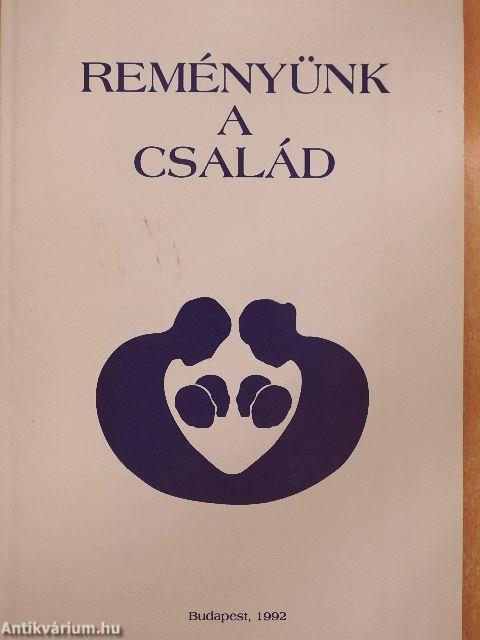 REMÉNYÜNK
A
CSALÁD
Budapest, 1992
Antikvárium.hu